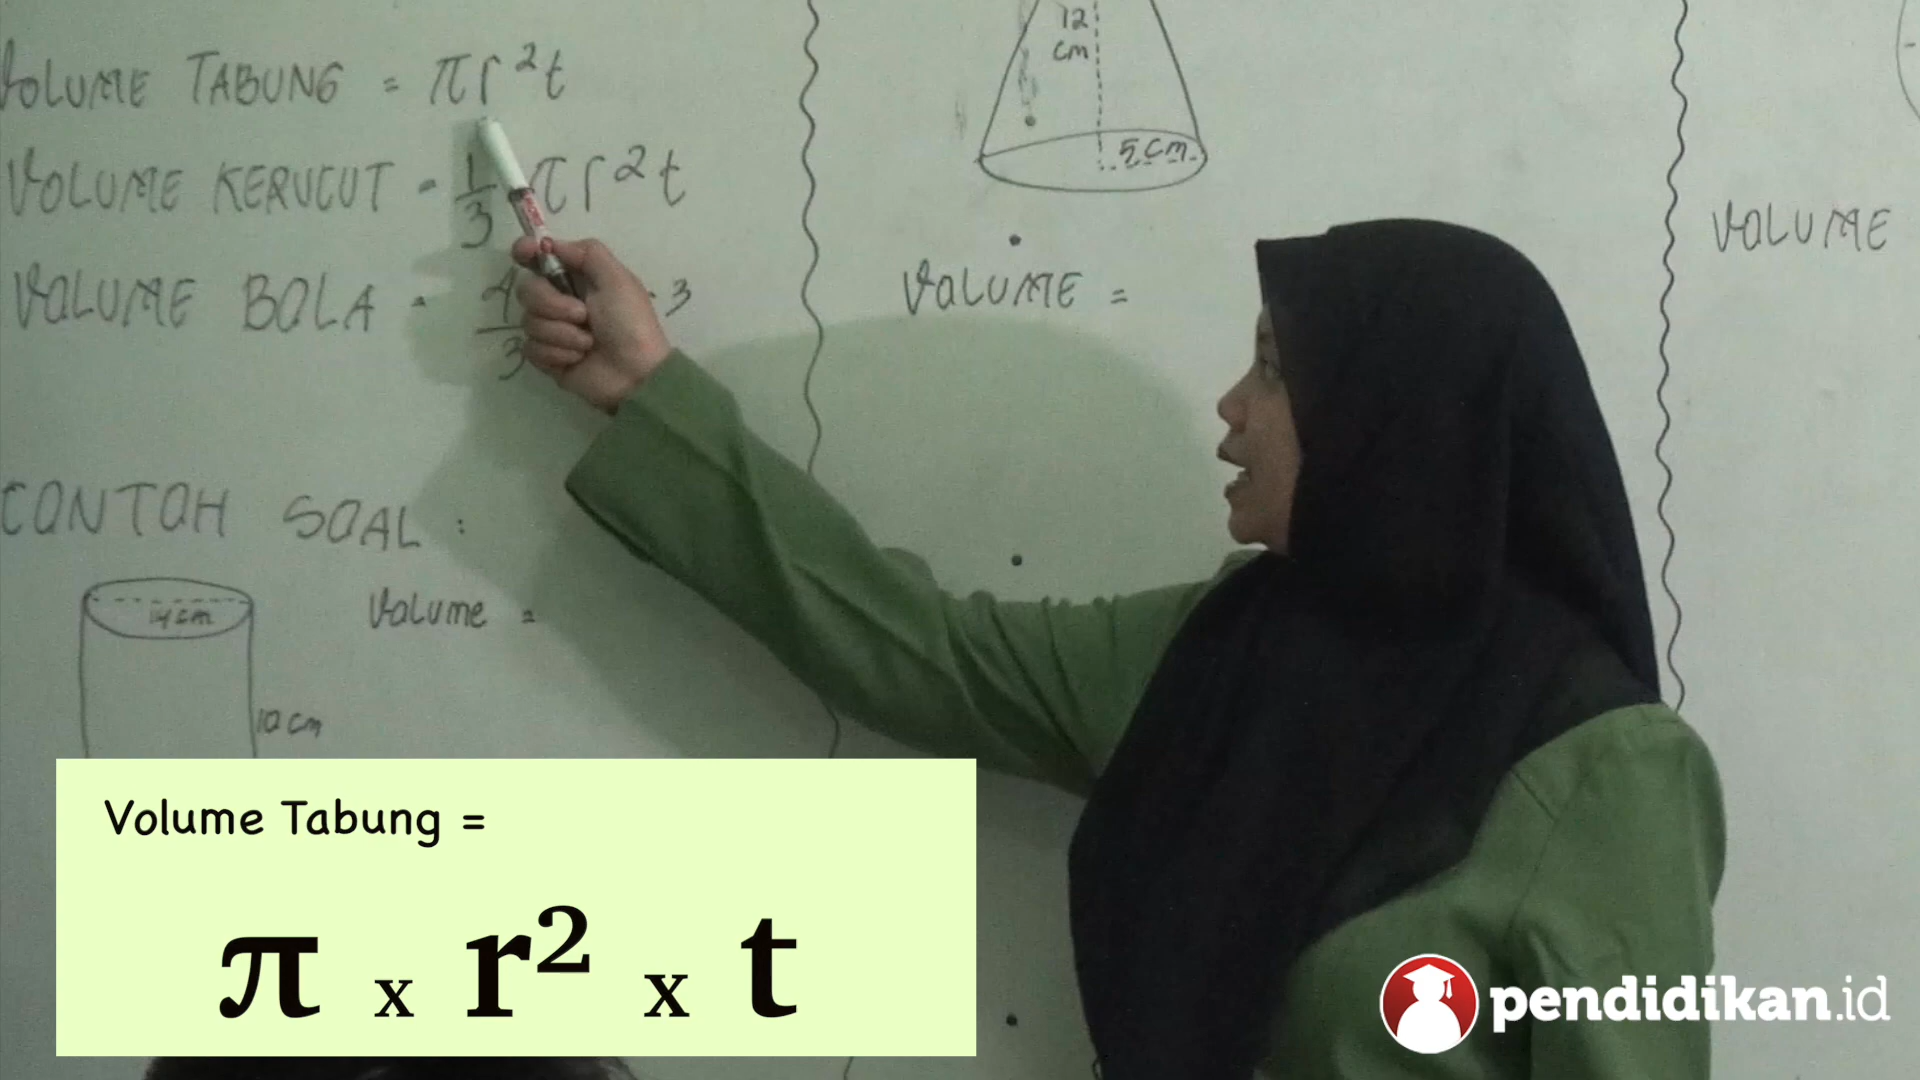 VOLUME TABUNG = πr²t
VOLUME KERUCUT = 1/3 πr²t
VOLUME BOLA = 4/3 3
CONTOH SOAL :
14 cm
Volume =
10 cm
12
cm
5 cm
VOLUME =
VOLUME
Volume Tabung =
π x r² x t
pendidikan.id